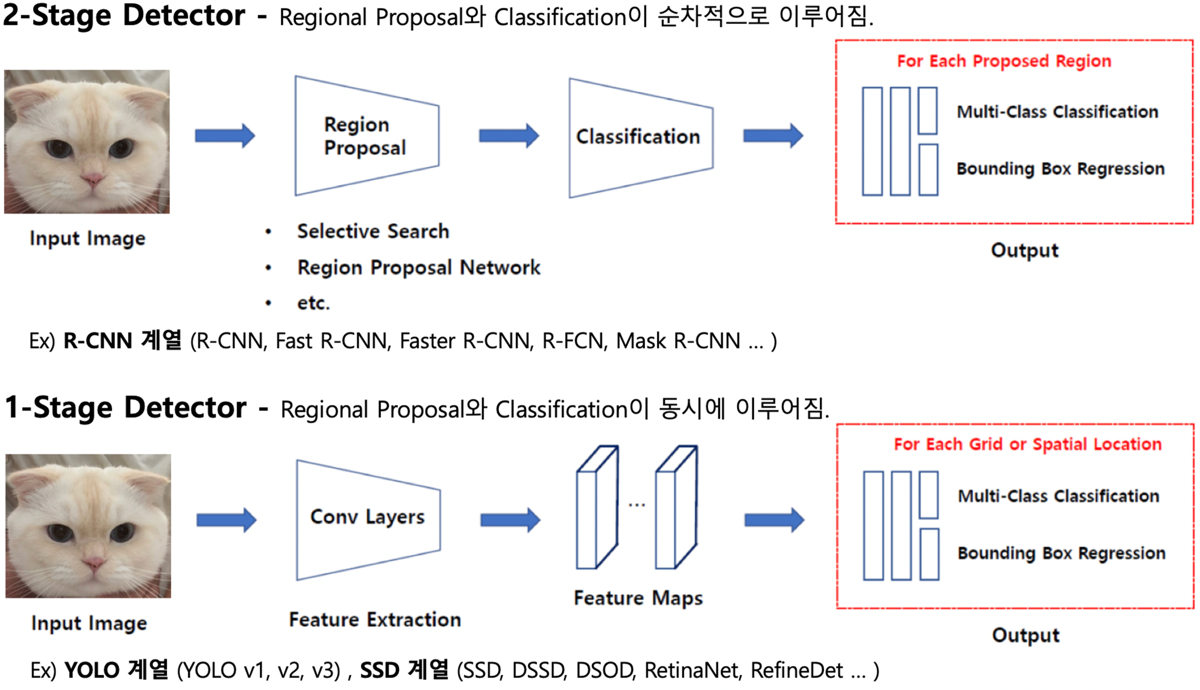 2-Stage Detector - Regional Proposal와 Classification이 순차적으로 이루어짐.
For Each Proposed Region
Region
Proposal
Classification
Multi-Class Classification
Bounding Box Regression
Input Image
• Selective Search
• Region Proposal Network
• etc.
Output
Ex) R-CNN 계열 (R-CNN, Fast R-CNN, Faster R-CNN, R-FCN, Mask R-CNN ... )
1-Stage Detector - Regional Proposal와 Classification이 동시에 이루어짐.
For Each Grid or Spatial Location
Conv Layers
...
Multi-Class Classification
Bounding Box Regression
Input Image
Feature Extraction
Feature Maps
Output
Ex) YOLO 계열 (YOLO v1, v2, v3) , SSD 계열 (SSD, DSSD, DSOD, RetinaNet, RefineDet ... )